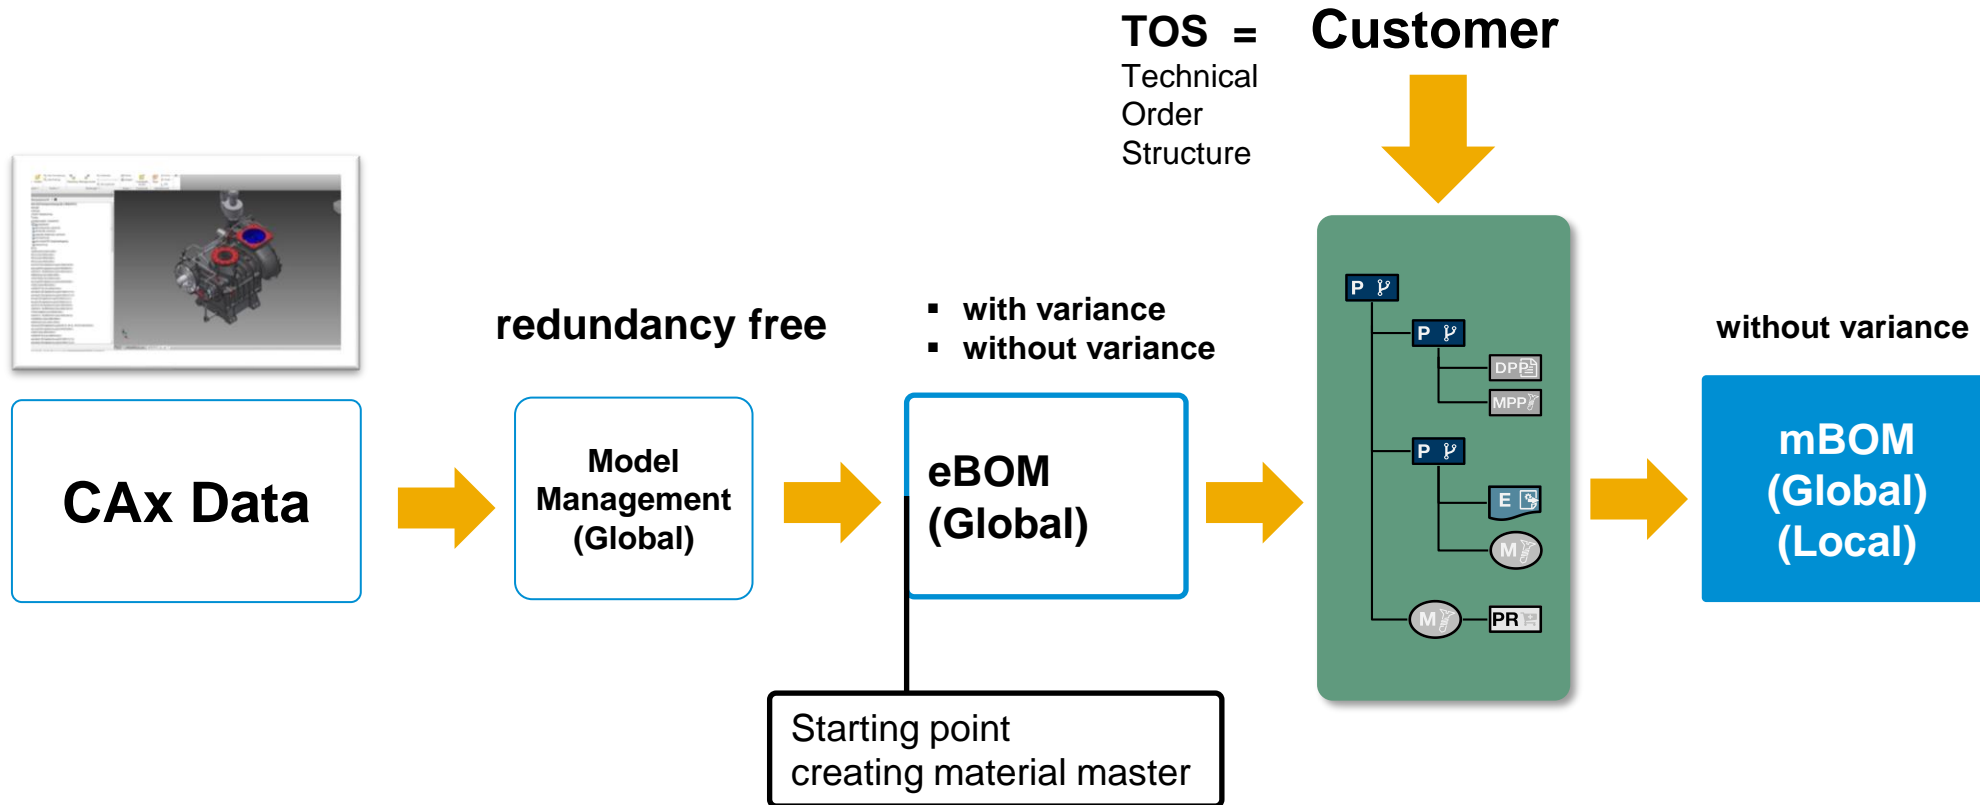 TOS = Customer
Technical
Order
Structure
redundancy free
▪ with variance
▪ without variance
without variance
CAx Data
Model
Management
(Global)
eBOM
(Global)
P
P
DPP
MPP
P
E
M
M
PR
mBOM
(Global)
(Local)
Starting point
creating material master